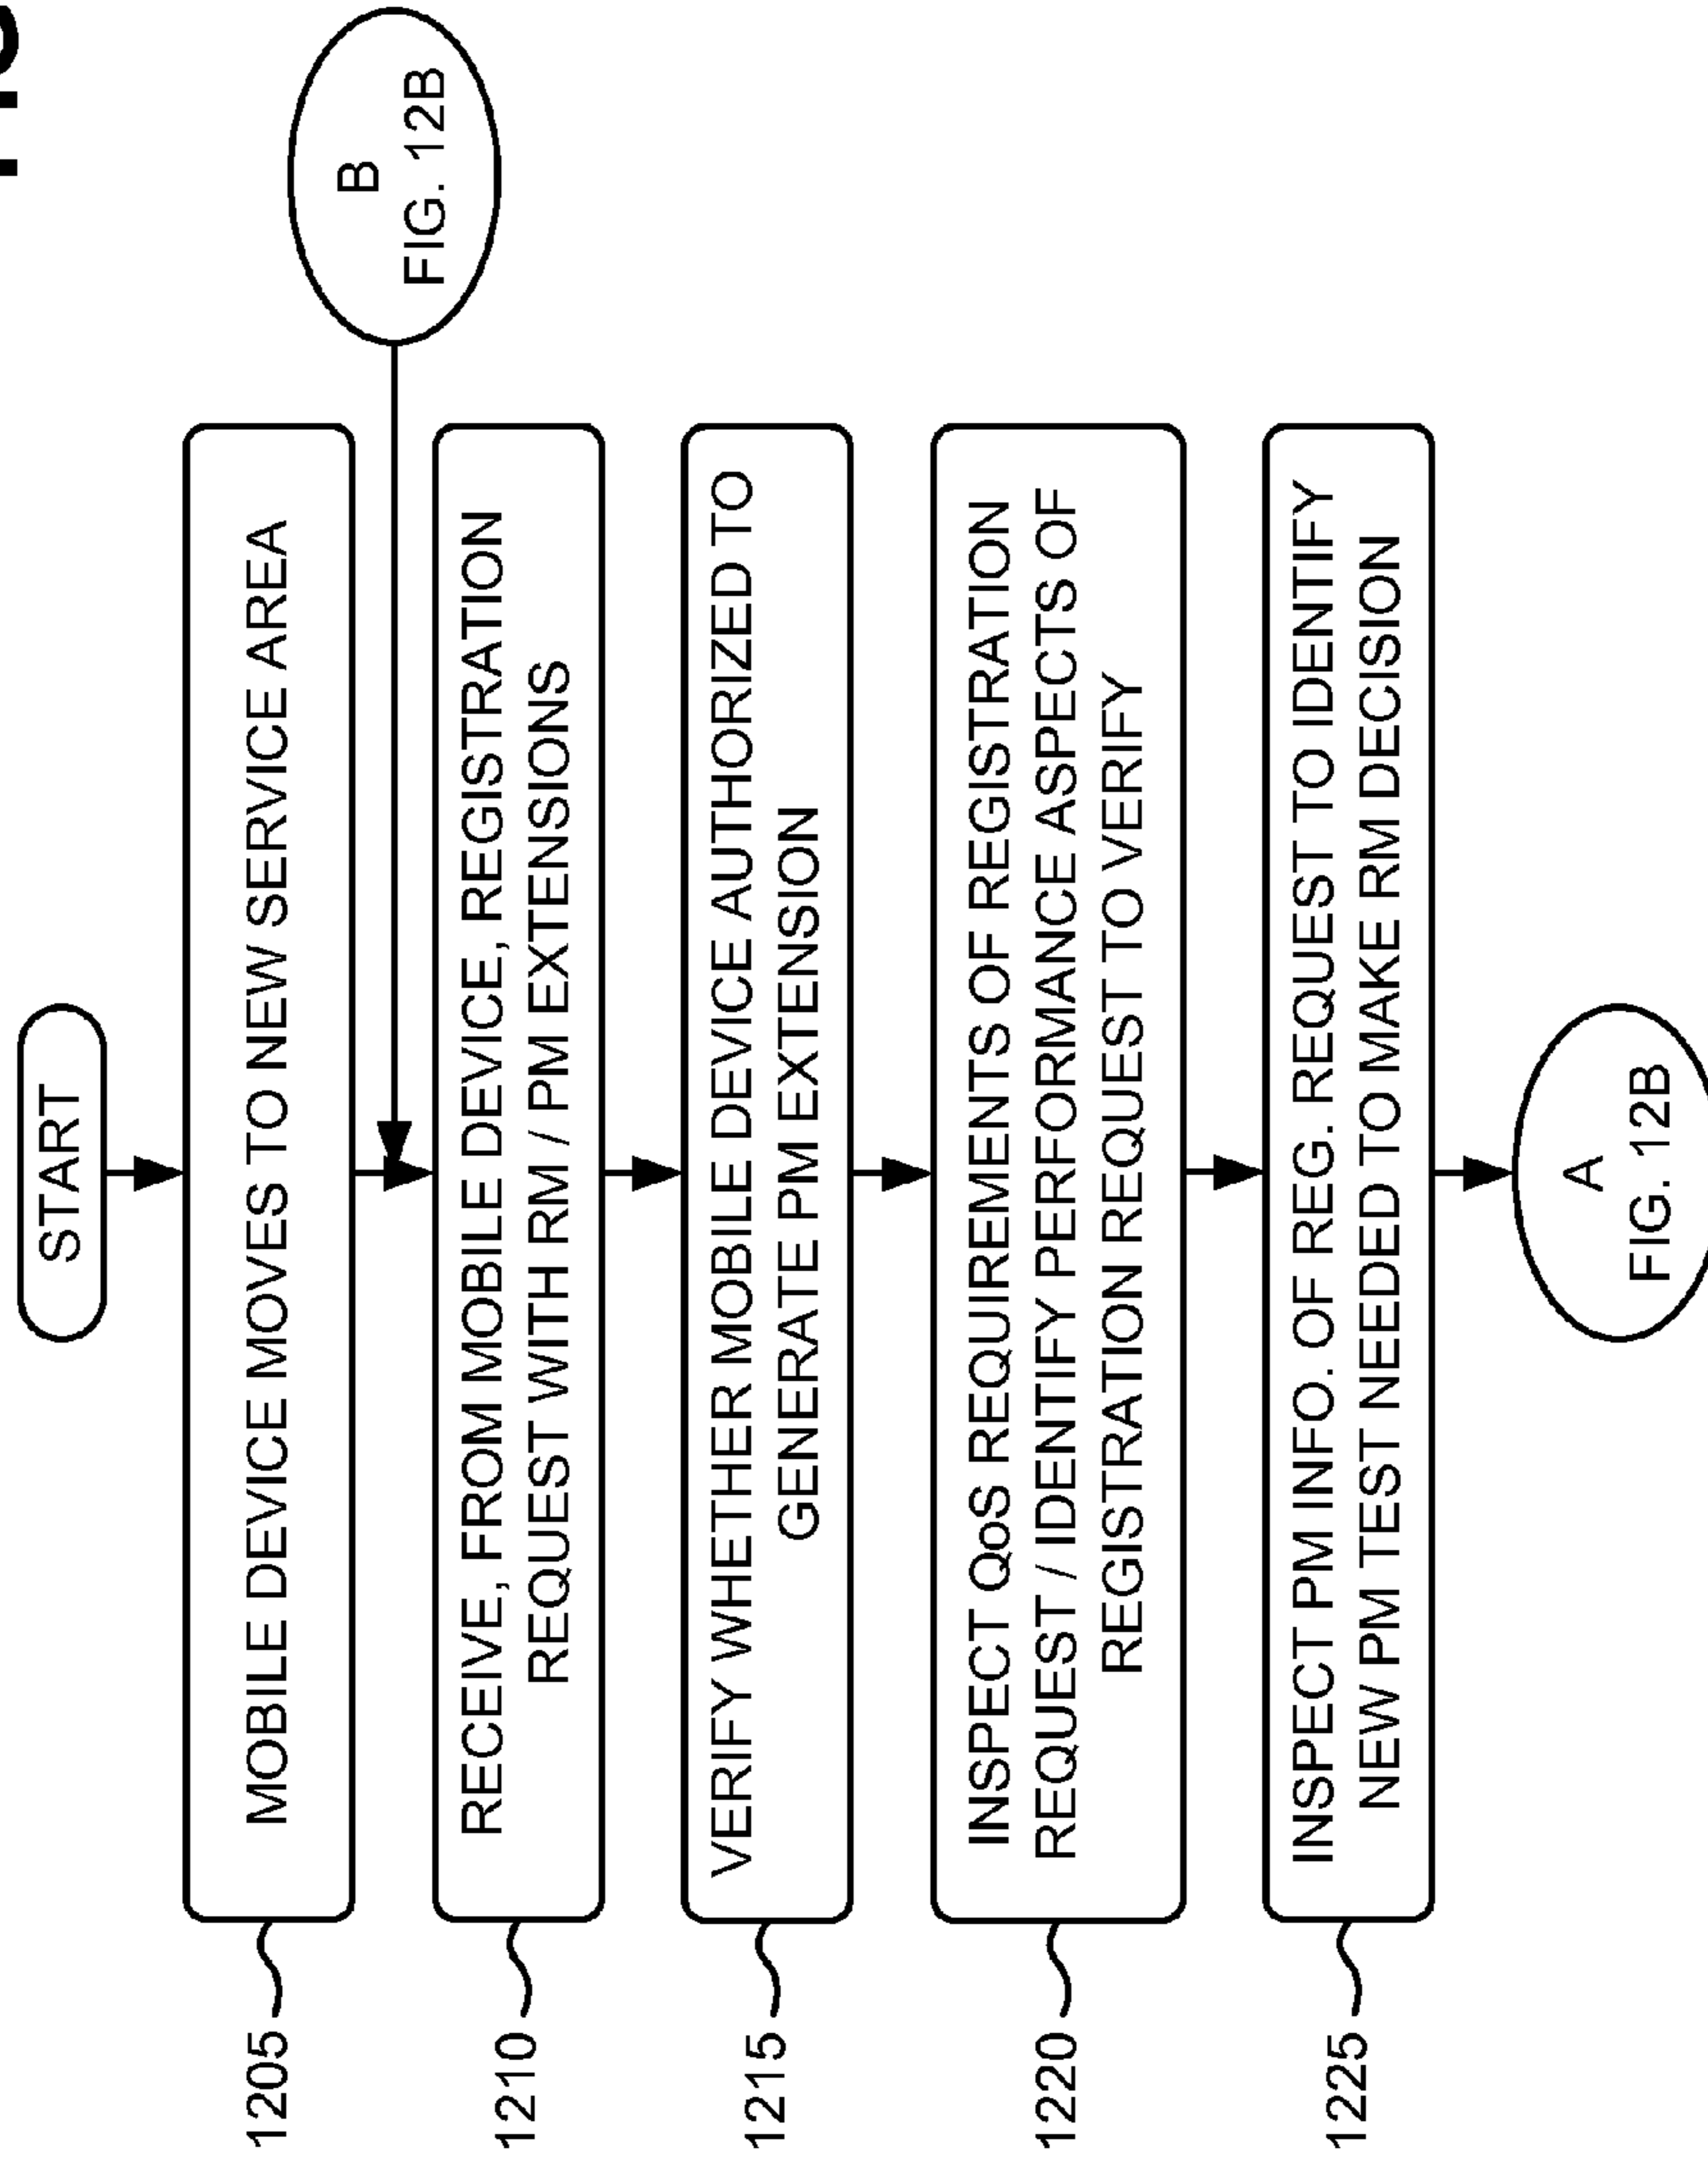 START
1205
MOBILE DEVICE MOVES TO NEW SERVICE AREA
B
FIG. 12B
1210
RECEIVE, FROM MOBILE DEVICE, REGISTRATION
REQUEST WITH RM / PM EXTENSIONS
1215
VERIFY WHETHER MOBILE DEVICE AUTHORIZED TO
GENERATE PM EXTENSION
1220
INSPECT QoS REQUIREMENTS OF REGISTRATION
REQUEST / IDENTIFY PERFORMANCE ASPECTS OF
REGISTRATION REQUEST TO VERIFY
1225
INSPECT PM INFO. OF REG. REQUEST TO IDENTIFY
NEW PM TEST NEEDED TO MAKE RM DECISION
A
FIG. 12B